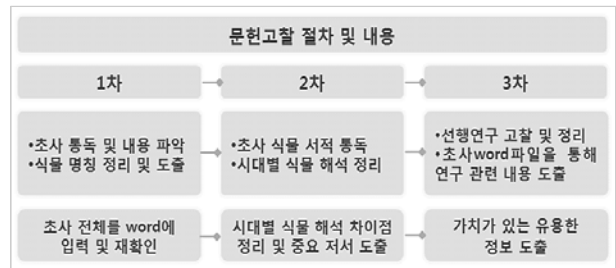 문헌고찰 절차 및 내용
1차
2차
3차
•초사 통독 및 내용 파악
•식물 명칭 정리 및 도출
•초사 식물 서적 통독
•시대별 식물 해석 정리
•선행연구 고찰 및 정리
•초사word파일을 통해
연구 관련 내용 도출
초사 전체를 word에
입력 및 재확인
시대별 식물 해석 차이점
정리 및 중요 저서 도출
가치가 있는 유용한
정보 도출